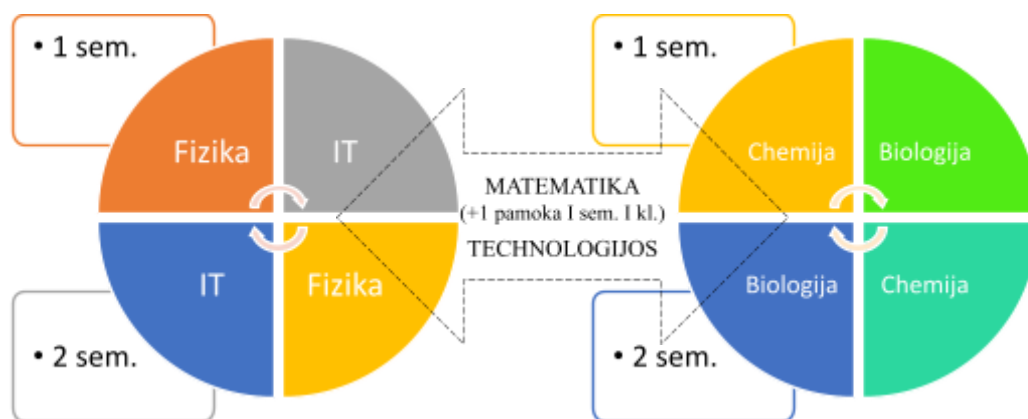 • 1 sem.
Fizika
IT
IT
Fizika
• 2 sem.
MATEMATIKA
(+1 pamoka I sem. I kl.)
TECHNOLOGIJOS
• 1 sem.
Chemija
Biologija
Biologija
Chemija
• 2 sem.